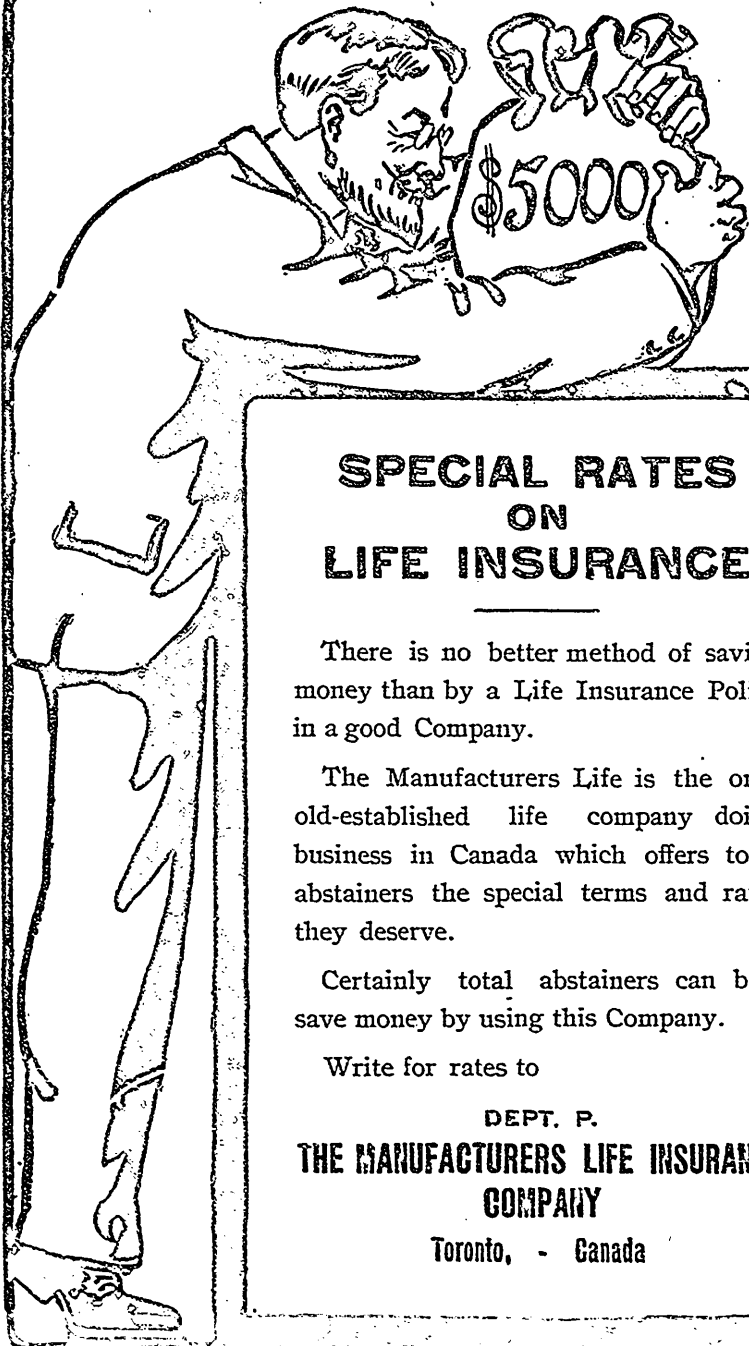 $5000
SPECIAL RATES
ON
LIFE INSURANCE
There is no better method of savi
money than by a Life Insurance Poli
in a good Company.
The Manufacturers Life is the on
old-established life company doi
business in Canada which offers to
abstainers the special terms and ra
they deserve.
Certainly total abstainers can b
save money by using this Company.
Write for rates to
DEPT. P.
THE MANUFACTURERS LIFE INSURAN
COMPANY
Toronto, - Canada